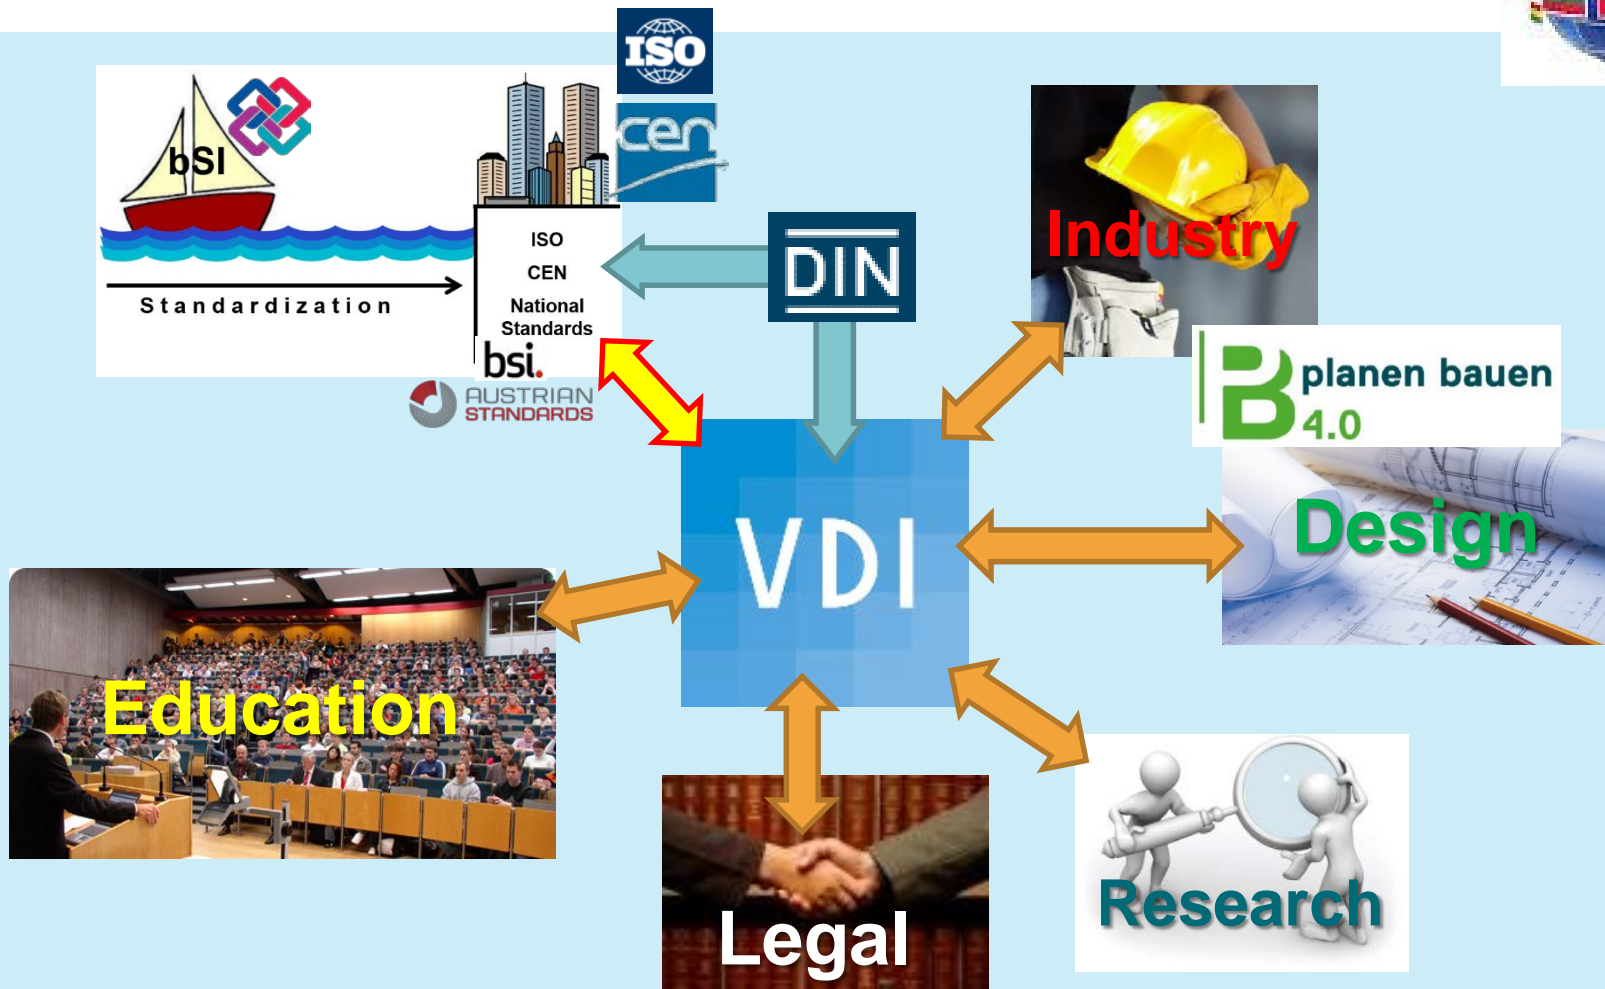 ISO
cen
bSI
Standardization
ISO
CEN
National
Standards
bsi.
AUSTRIAN
STANDARDS
DIN
Industry
B planen bauen
4.0
VDI
Design
Education
Legal
Research